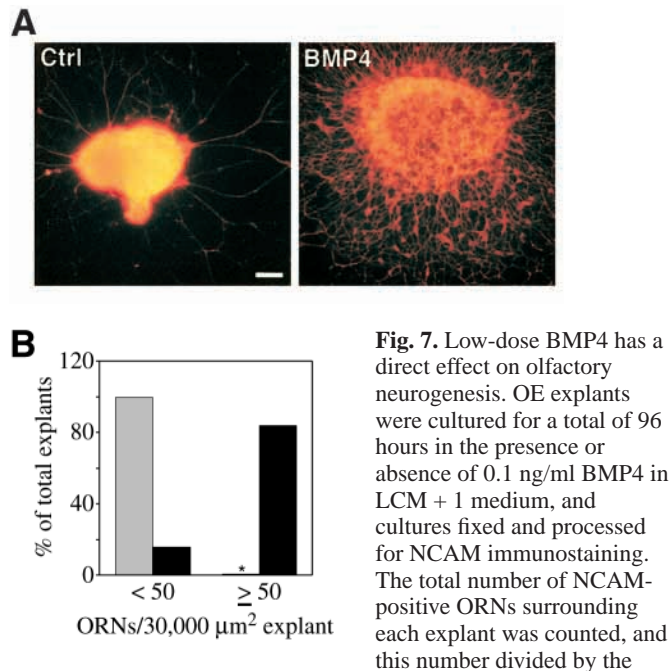 A
Ctrl
BMP4
B
120
80
40
0
% of total explants
*
< 50
≥ 50
ORNs/30,000 µm² explant
Fig. 7. Low-dose BMP4 has a
direct effect on olfactory
neurogenesis. OE explants
were cultured for a total of 96
hours in the presence or
absence of 0.1 ng/ml BMP4 in
LCM + 1 medium, and
cultures fixed and processed
for NCAM immunostaining.
The total number of NCAM-
positive ORNs surrounding
each explant was counted, and
this number divided by the